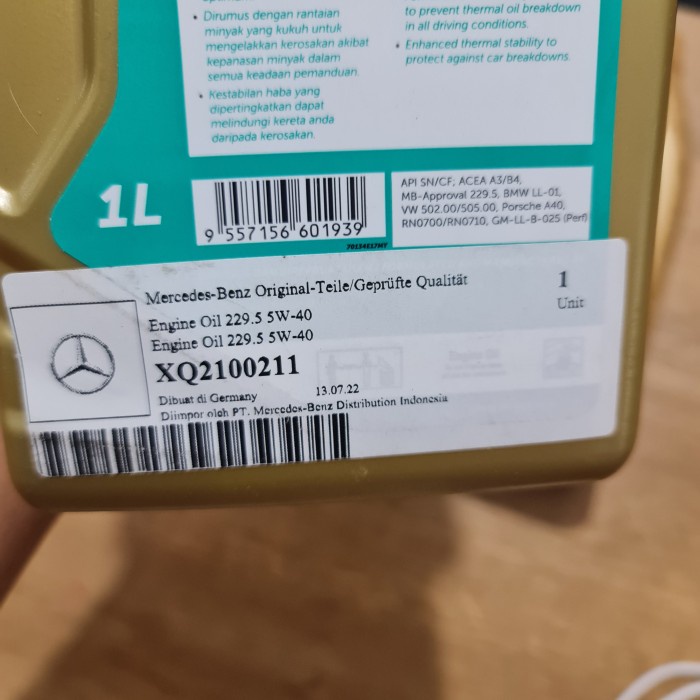 • Dirumus dengan rantaian
minyak yang kukuh untuk
mengelakkan kerosakan akibat
kepanasan minyak dalam
semua keadaan pemanduan.
• Kestabilan haba yang
dipertingkatkan dapat
melindungi kereta anda
daripada kerosakan.
to prevent thermal oil breakdown
in all driving conditions.
• Enhanced thermal stability to
protect against car breakdowns.
1L
9 557156 601939
API SN/CF, ACEA A3/B4,
MB-Approval 229.5, BMW LL-01,
VW 502.00/505.00, Porsche A40,
RN0700/RN0710, GM-LL-B-025 (Perf)
Mercedes-Benz Original-Teile/Geprüfte Qualität
1
Unit
Engine Oil 229.5 5W-40
Engine Oil 229.5 5W-40
XQ2100211
Dibuat di Germany
13.07.22
Diimpor oleh PT. Mercedes-Benz Distribution Indonesia